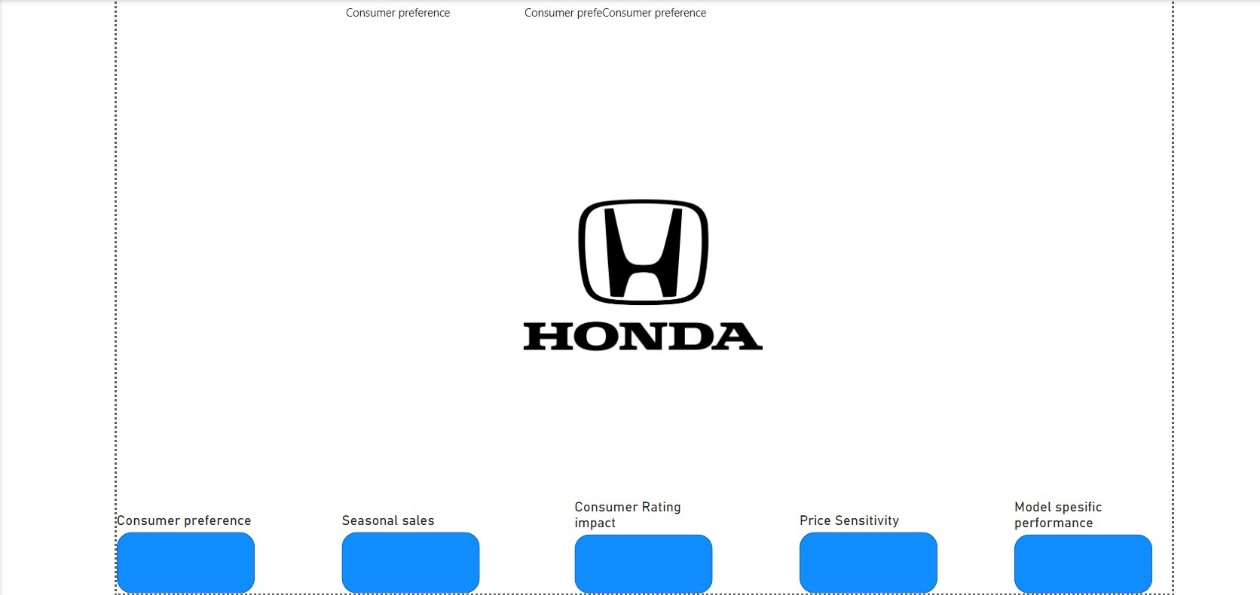 Consumer preference
Consumer prefeConsumer preference
HONDA
Consumer preference
Seasonal sales
Consumer Rating
impact
Price Sensitivity
Model spesific
performance